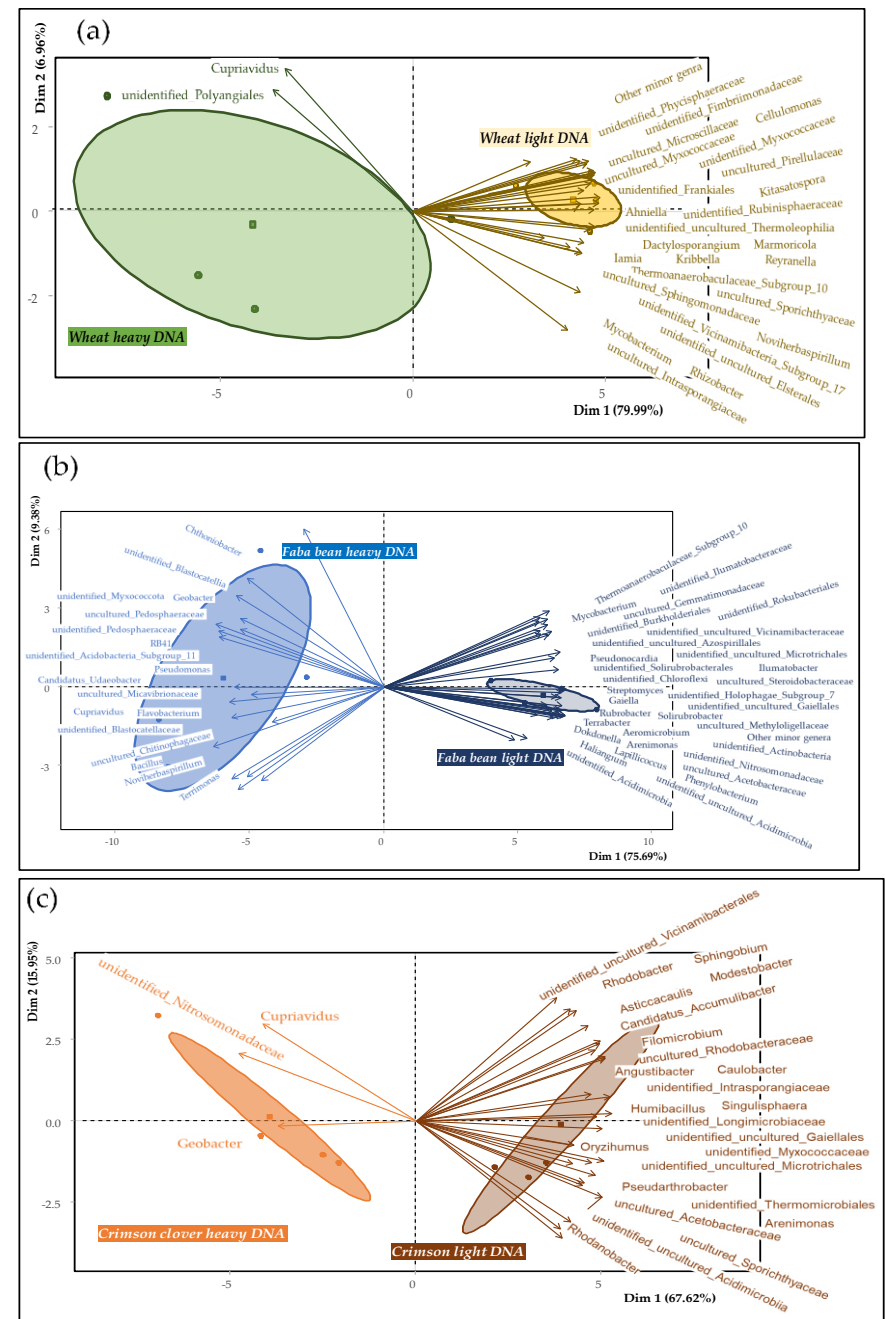 (a)
Dim 2 (6.96%)
Cupriavidus
unidentified_Polyangiales
Wheat light DNA
Wheat heavy DNA
Other minor genra
unidentified_Phycisphaeraceae
unidentified_Fimbriimonadaceae
Cellulomonas
uncultured_Microscillaceae
unidentified_Myxococcaceae
uncultured_Myxococcaceae
uncultured_Pirellulaceae
unidentified_Frankiales
Kitasatospora
Ahniella
unidentified_Rubinisphaeraceae
unidentified_uncultured_Thermoleophilia
Dactylosporangium
Marmoricola
Iamia
Kribbella
Reyranella
Thermoanaerobaculaceae_Subgroup_10
uncultured_Sphingomonadaceae
uncultured_Sporichthyaceae
unidentified_Vicinamibacteria_Subgroup_17
Noviherbaspirillum
unidentified_uncultured_Elsterales
Mycobacterium
Rhizobacter
uncultured_Intrasporangiaceae
2
0
-2
-5
0
5
Dim 1 (79.99%)
(b)
Dim 2 (9.38%)
Chthoniobacter
Faba bean heavy DNA
unidentified_Blastocatellia
unidentified_Myxococcota
Geobacter
uncultured_Pedosphaeraceae
unidentified_Pedosphaeraceae
RB41
unidentified_Acidobacteria_Subgroup_11
Pseudomonas
Candidatus_Udaeobacter
uncultured_Micavibrionaceae
Cupriavidus
Flavobacterium
unidentified_Blastocatellaceae
uncultured_Chitinophagaceae
Bacillus
Noviherbaspirillum
Terrimonas
Faba bean light DNA
Thermoanaerobaculaceae_Subgroup_10
unidentified_Ilumatobacteraceae
Mycobacterium
uncultured_Gemmatimonadaceae
unidentified_Burkholderiales
unidentified_Rokubacteriales
unidentified_uncultured_Vicinamibacteraceae
unidentified_uncultured_Azospirillales
Pseudonocardia
unidentified_uncultured_Microtrichales
unidentified_Solirubrobacterales
Ilumatobacter
unidentified_Chloroflexi
uncultured_Steroidobacteraceae
Streptomyces
unidentified_Holophagae_Subgroup_7
Gaiella
unidentified_uncultured_Gaiellales
Rubrobacter
Solirubrobacter
Terrabacter
uncultured_Methyloligellaceae
Dokdonella
Aeromicrobium
Other minor genera
Arenimonas
unidentified_Actinobacteria
Haliangium
Lapillicoccus
unidentified_Nitrosomonadaceae
unidentified_Acidimicrobia
uncultured_Acetobacteraceae
Phenylobacterium
unidentified_uncultured_Acidimicrobia
6
3
0
-3
-10
-5
0
5
10
Dim 1 (75.69%)
(c)
Dim 2 (15.95%)
unidentified_Nitrosomonadaceae
Cupriavidus
Geobacter
Crimson clover heavy DNA
Crimson light DNA
unidentified_uncultured_Vicinamibacterales
Sphingobium
Rhodobacter
Modestobacter
Asticcacaulis
Candidatus_Accumulibacter
Filomicrobium
uncultured_Rhodobacteraceae
Angustibacter
Caulobacter
unidentified_Intrasporangiaceae
Humibacillus
Singulisphaera
unidentified_Longimicrobiaceae
unidentified_uncultured_Gaiellales
Oryzihumus
unidentified_Myxococcaceae
unidentified_uncultured_Microtrichales
Pseudarthrobacter
unidentified_Thermomicrobiales
uncultured_Acetobacteraceae
Arenimonas
unidentified_uncultured_Acidimicrobiia
uncultured_Sporichthyaceae
Rhodanobacter
5.0
2.5
0.0
-2.5
-5
0
5
Dim 1 (67.62%)